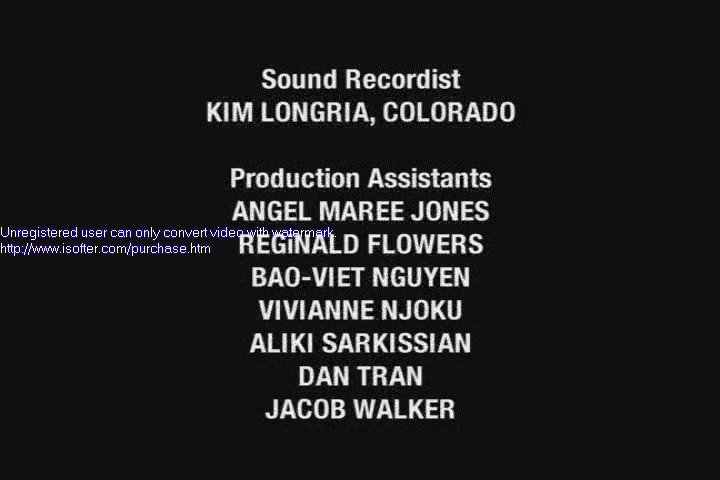 Sound Recordist
KIM LONGRIA, COLORADO
Production Assistants
ANGEL MAREE JONES
Unregistered user can only convert video with watermark.
http://www.isofter.com/purchase.htm
REGINALD FLOWERS
BAO-VIET NGUYEN
VIVIANNE NJOKU
ALIKI SARKISSIAN
DAN TRAN
JACOB WALKER